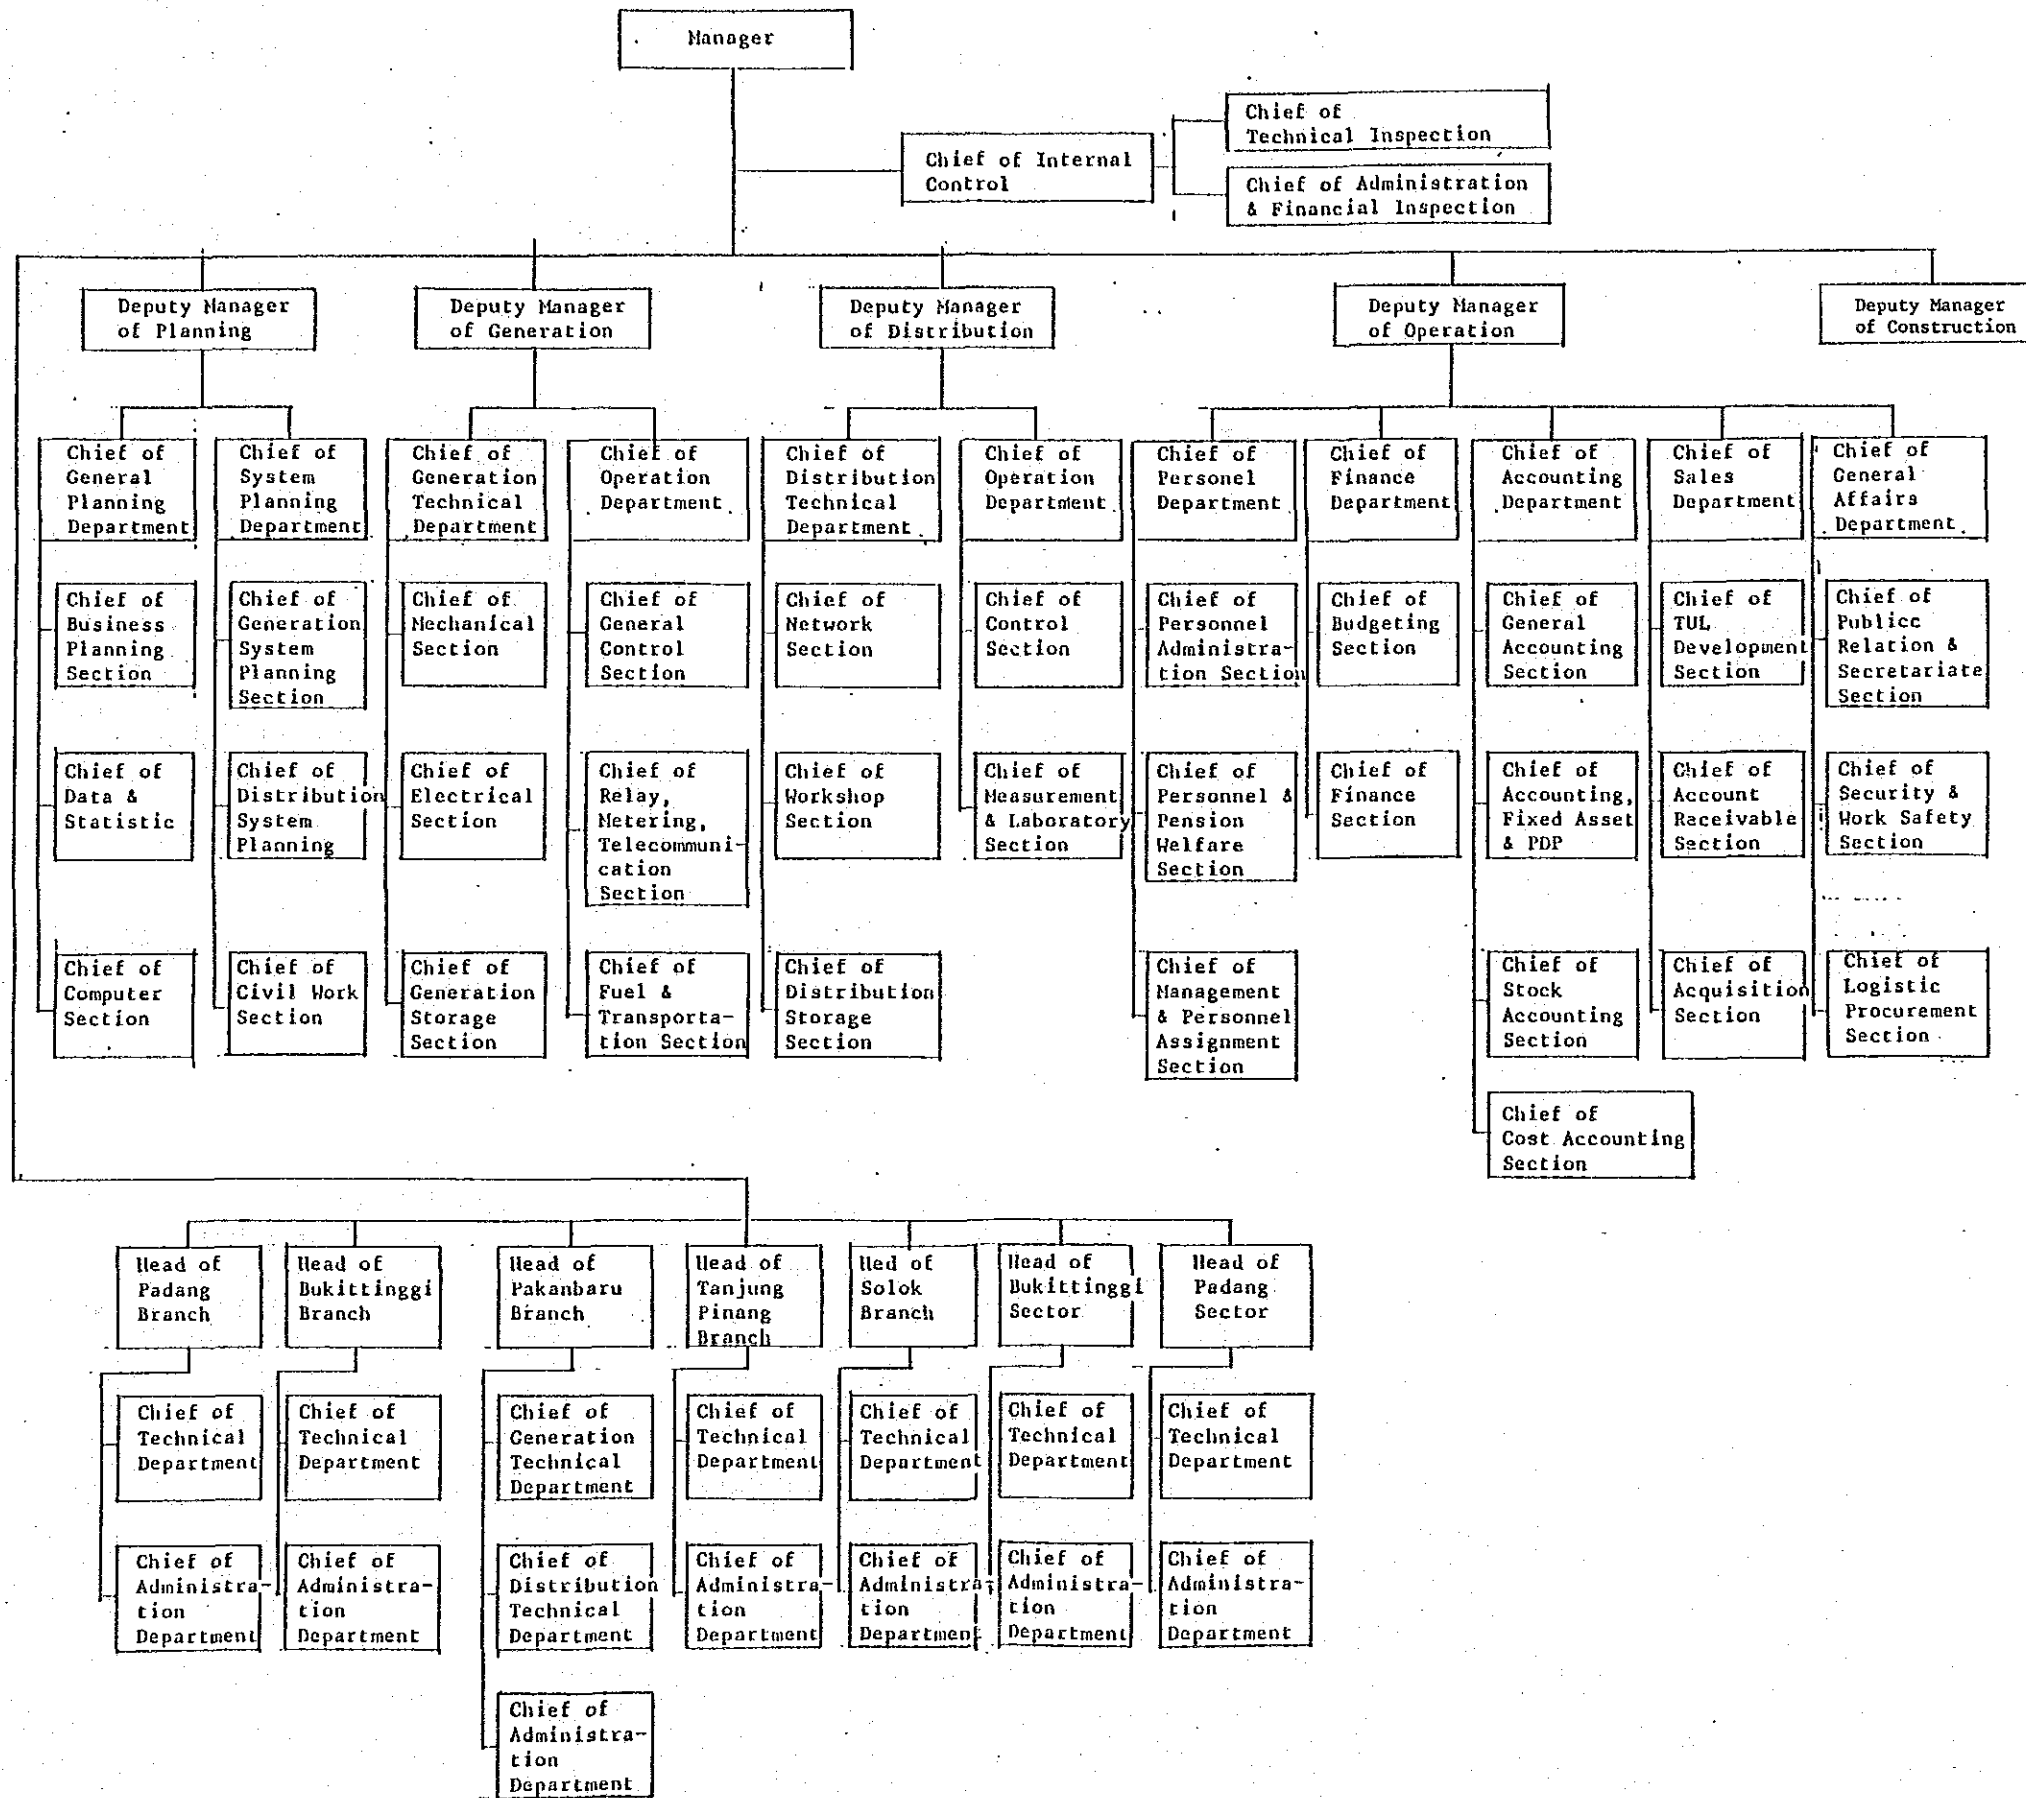 Manager
Chief of
Technical Inspection
Chief of Internal
Control
Chief of Administration
& Financial Inspection
Deputy Manager
of Planning
Deputy Manager
of Generation
Deputy Manager
of Distribution
Deputy Manager
of Operation
Deputy Manager
of Construction
Chief of
General
Planning
Department
Chief of
System
Planning
Department
Chief of
Generation
Technical
Department
Chief of
Operation
Department
Chief of
Distribution
Technical
Department
Chief of
Operation
Department
Chief of
Personel
Department
Chief of
Finance
Department
Chief of
Accounting
Department
Chief of
Sales
Department
Chief of
General
Affairs
Department
Chief of
Business
Planning
Section
Chief of
Generation
System
Planning
Section
Chief of
Mechanical
Section
Chief of
General
Control
Section
Chief of
Network
Section
Chief of
Control
Section
Chief of
Personnel
Administra-
tion Section
Chief of
Budgeting
Section
Chief of
General
Accounting
Section
Chief of
TUL
Development
Section
Chief of
Publicc
Relation &
Secretariate
Section
Chief of
Data &
Statistic
Chief of
Distribution
System
Planning
Chief of
Electrical
Section
Chief of
Relay,
Metering,
Telecommuni-
cation
Section
Chief of
Workshop
Section
Chief of
Measurement
& Laboratory
Section
Chief of
Personnel &
Pension
Welfare
Section
Chief of
Finance
Section
Chief of
Accounting,
Fixed Asset
& PDP
Chief of
Account
Receivable
Section
Chief of
Security &
Work Safety
Section
Chief of
Computer
Section
Chief of
Civil Work
Section
Chief of
Generation
Storage
Section
Chief of
Fuel &
Transporta-
tion Section
Chief of
Distribution
Storage
Section
Chief of
Management
& Personnel
Assignment
Section
Chief of
Stock
Accounting
Section
Chief of
Acquisition
Section
Chief of
Logistic
Procurement
Section
Chief of
Cost Accounting
Section
Head of
Padang
Branch
Head of
Bukittinggi
Branch
Head of
Pakanbaru
Branch
Head of
Tanjung
Pinang
Branch
Hed of
Solok
Branch
Head of
Bukittinggi
Sector
Head of
Padang
Sector
Chief of
Technical
Department
Chief of
Technical
Department
Chief of
Generation
Technical
Department
Chief of
Technical
Department
Chief of
Technical
Department
Chief of
Technical
Department
Chief of
Technical
Department
Chief of
Administra-
tion
Department
Chief of
Administra-
tion
Department
Chief of
Distribution
Technical
Department
Chief of
Administra-
tion
Department
Chief of
Administra-
tion
Department
Chief of
Administra-
tion
Department
Chief of
Administra-
tion
Department
Chief of
Administra-
tion
Department